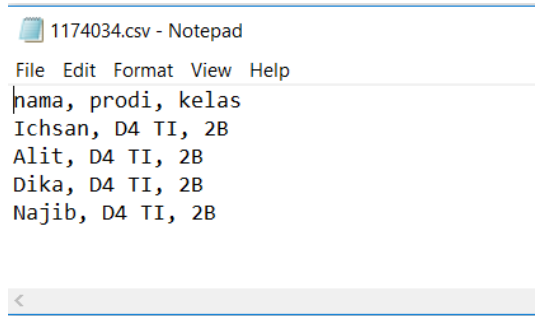 1174034.csv - Notepad
File Edit Format View Help
nama, prodi, kelas
Ichsan, D4 TI, 2B
Alit, D4 TI, 2B
Dika, D4 TI, 2B
Najib, D4 TI, 2B